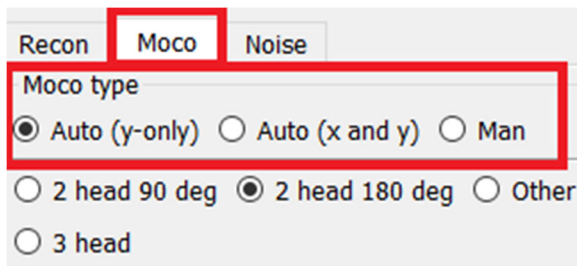 Recon Moco Noise
Moco type
Auto (y-only) Auto (x and y) Man
2 head 90 deg 2 head 180 deg Other
3 head